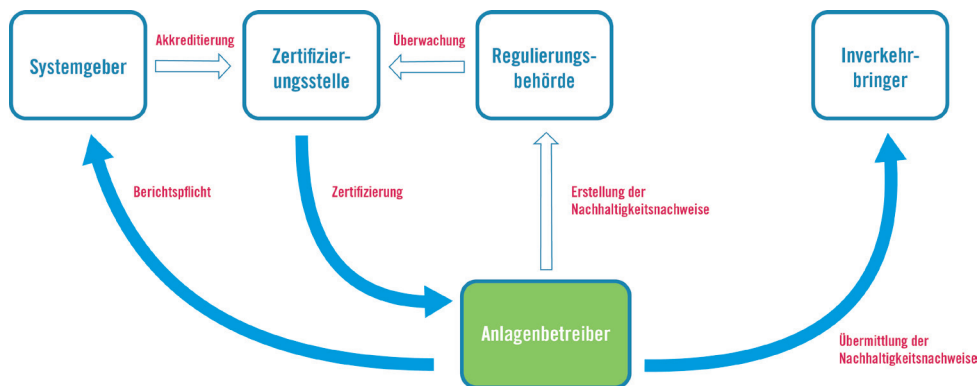 Systemgeber
Akkreditierung
Zertifizier-
ungsstelle
Überwachung
Regulierungs-
behörde
Inverkehr-
bringer
Berichtspflicht
Zertifizierung
Erstellung der
Nachhaltigkeitsnachweise
Anlagenbetreiber
Übermittlung der
Nachhaltigkeitsnachweise